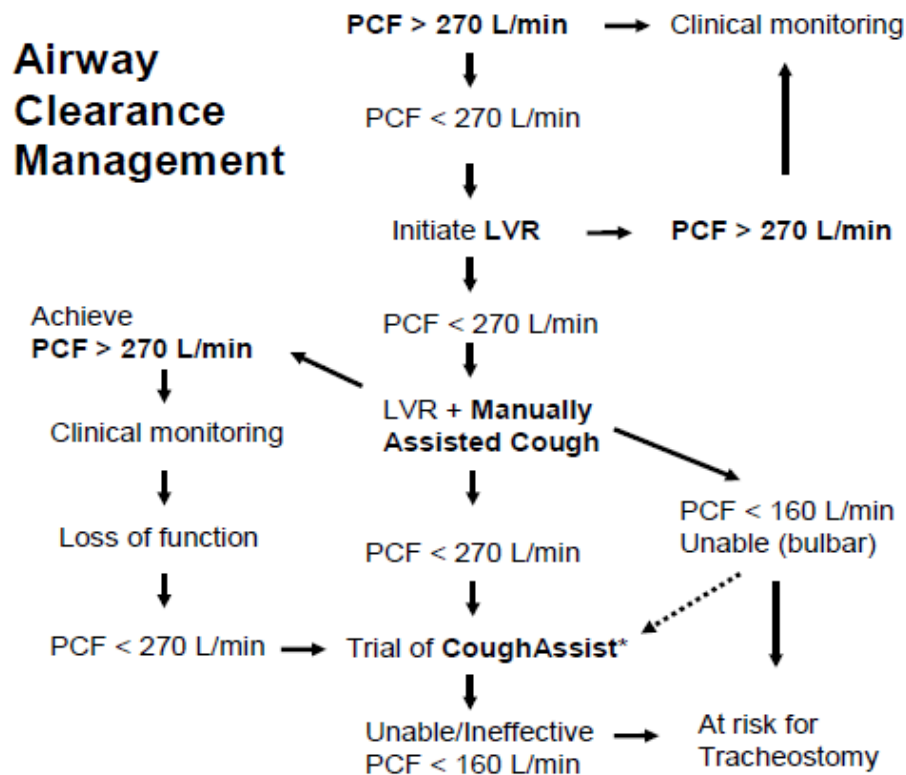 Airway
Clearance
Management
PCF > 270 L/min
Clinical monitoring
PCF < 270 L/min
Initiate LVR
PCF > 270 L/min
PCF < 270 L/min
Achieve
PCF > 270 L/min
LVR + Manually
Assisted Cough
Clinical monitoring
PCF < 160 L/min
Unable (bulbar)
Loss of function
PCF < 270 L/min
PCF < 270 L/min
Trial of CoughAssist*
Unable/Ineffective
PCF < 160 L/min
At risk for
Tracheostomy